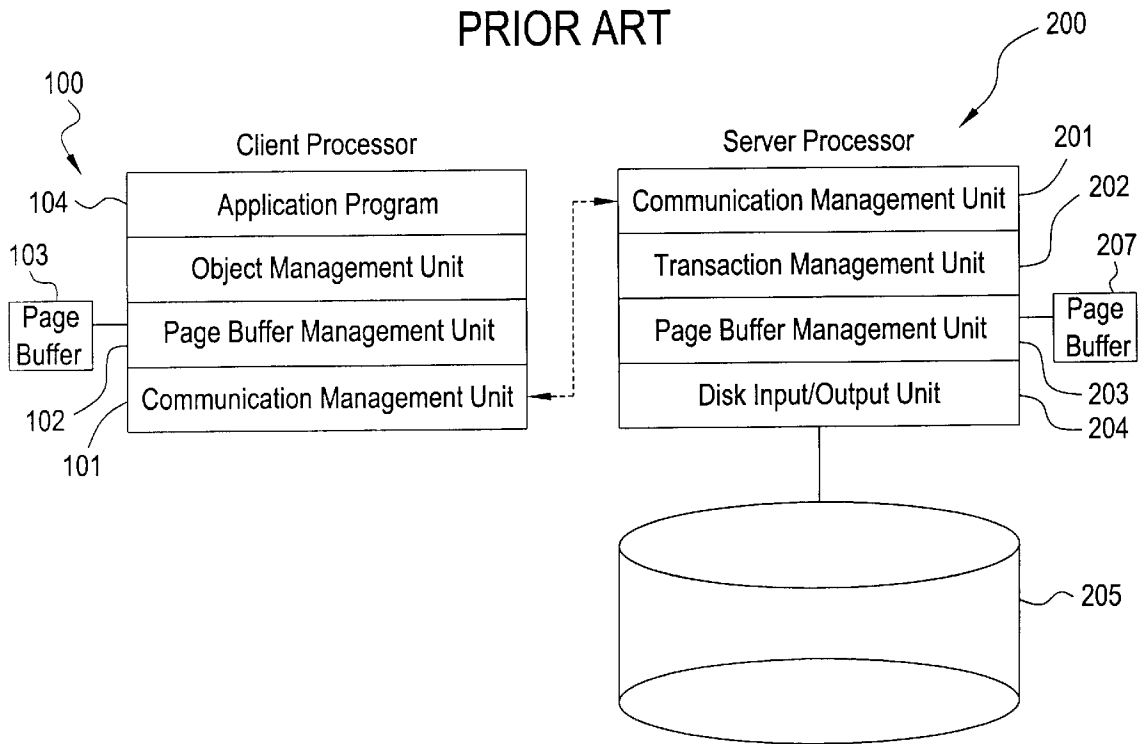 PRIOR ART
200
100
Client Processor
Server Processor
201
104
Application Program
Communication Management Unit
202
103
Object Management Unit
Transaction Management Unit
207
Page
Buffer
Page Buffer Management Unit
Page Buffer Management Unit
Page
Buffer
102
Communication Management Unit
Disk Input/Output Unit
203
101
204
205